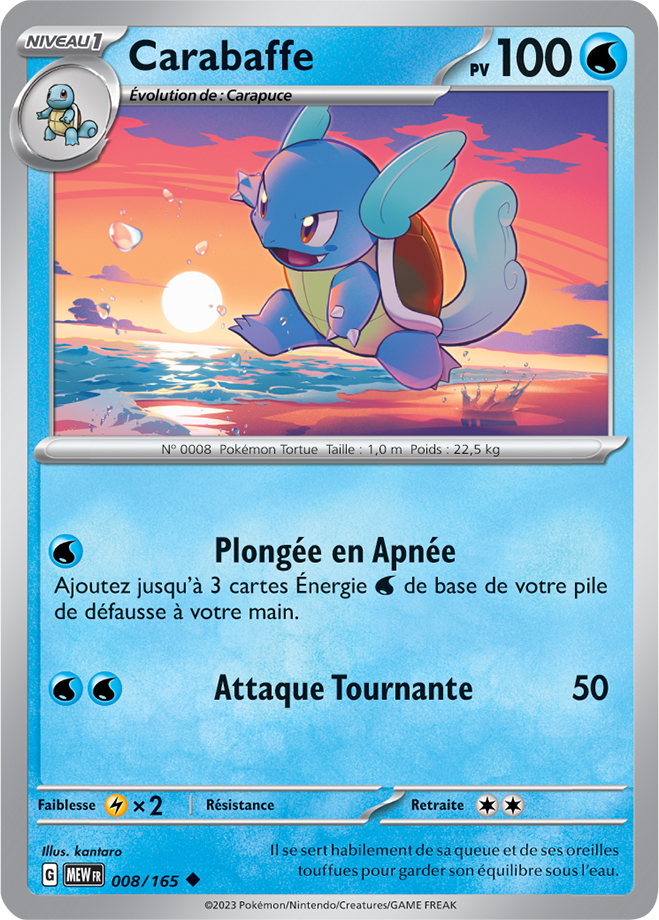 NIVEAU 1
Carabaffe
PV 100
Évolution de : Carapuce
N° 0008 Pokémon Tortue Taille : 1,0 m Poids : 22,5 kg
Plongée en Apnée
Ajoutez jusqu'à 3 cartes Énergie de base de votre pile
de défausse à votre main.
Attaque Tournante 50
Faiblesse ×2 Résistance Retraite
Illus. kantaro
G MEW FR 008/165
Il se sert habilement de sa queue et de ses oreilles
touffues pour garder son équilibre sous l'eau.
©2023 Pokémon/Nintendo/Creatures/GAME FREAK